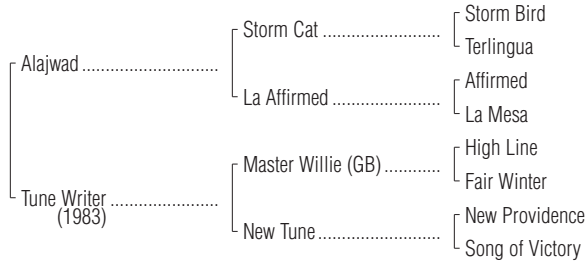 Storm Bird
Storm Cat ..............................
Terlingua
Alajwad ...................................
Affirmed
La Affirmed ............................
La Mesa
High Line
Master Willie (GB) ..............
Fair Winter
Tune Writer ............................
(1983)
New Providence
New Tune ...............................
Song of Victory